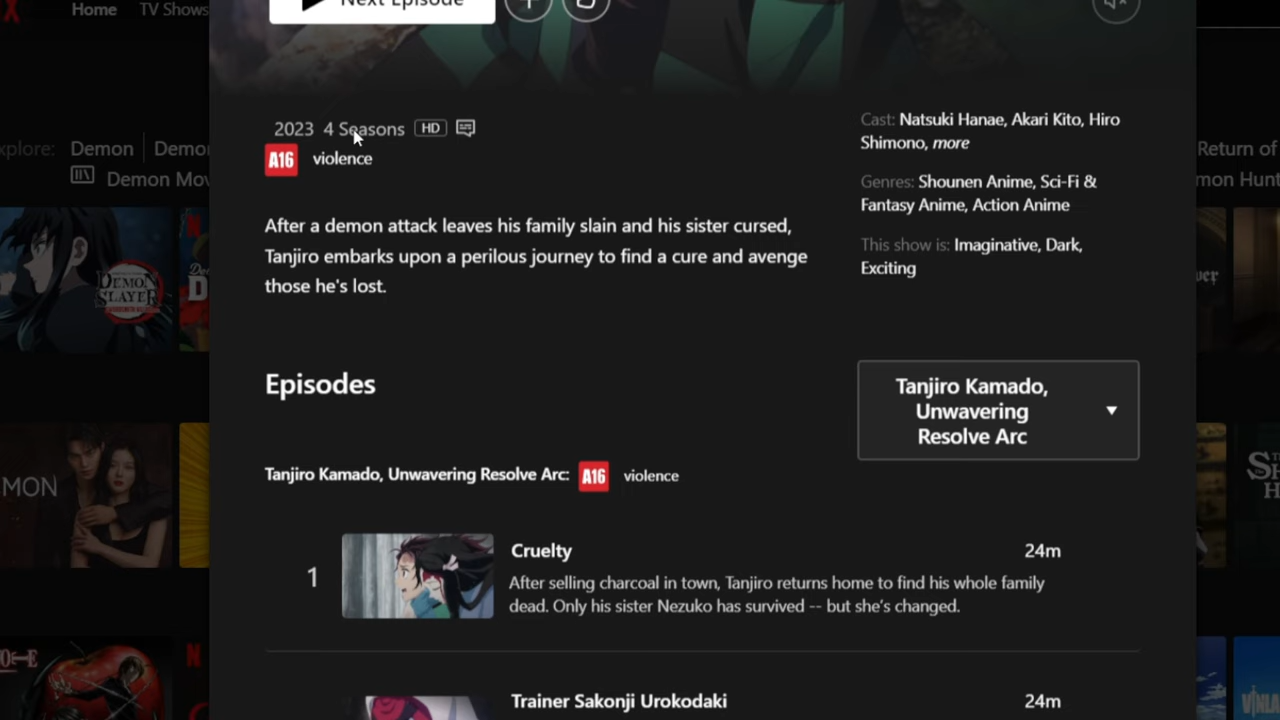 Home TV Shows
Next Episode
2023 4 Seasons HD
A16 violence
Cast: Natsuki Hanae, Akari Kito, Hiro
Shimono, more
Genres: Shounen Anime, Sci-Fi &
Fantasy Anime, Action Anime
This show is: Imaginative, Dark,
Exciting
After a demon attack leaves his family slain and his sister cursed,
Tanjiro embarks upon a perilous journey to find a cure and avenge
those he's lost.
Demon
Demon
Return of
DEMON
SLAYER
Episodes
Tanjiro Kamado,
Unwavering
Resolve Arc
Tanjiro Kamado, Unwavering Resolve Arc: A16 violence
1
Cruelty 24m
After selling charcoal in town, Tanjiro returns home to find his whole family
dead. Only his sister Nezuko has survived -- but she's changed.
Trainer Sakonji Urokodaki 24m